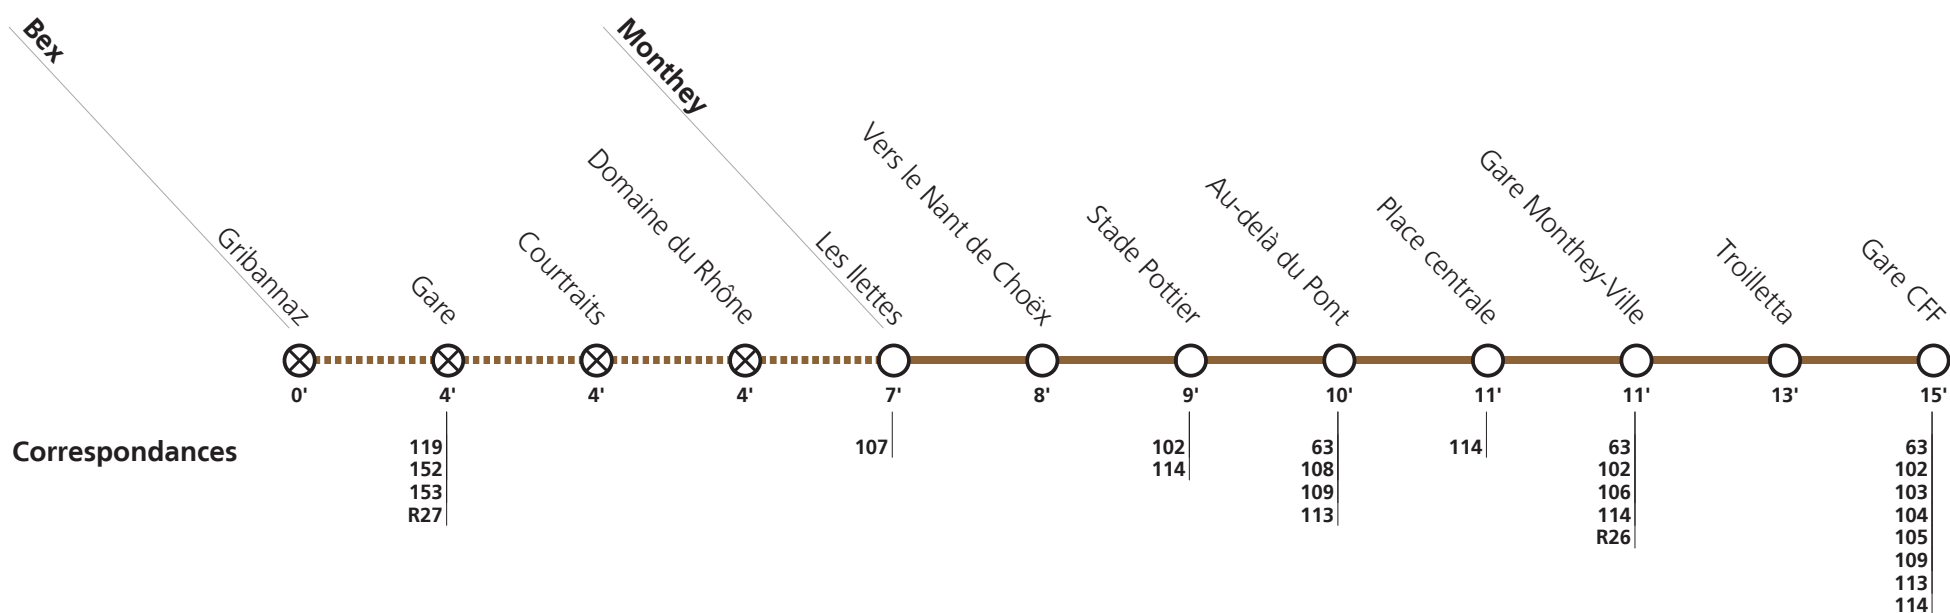 Bex
Monthey
Gribannaz
Gare
Courtraits
Domaine du Rhône
Les Ilettes
Vers le Nant de Choëx
Stade Pottier
Au-delà du Pont
Place centrale
Gare Monthey-Ville
Troilletta
Gare CFF
0' 4' 4' 4' 7' 8' 9' 10' 11' 11' 13' 15'
Correspondances
119 107 102 63 114 63 63
152 114 108 102 102
153 109 106 103
R27 113 114 104
R26 105
109
113
114